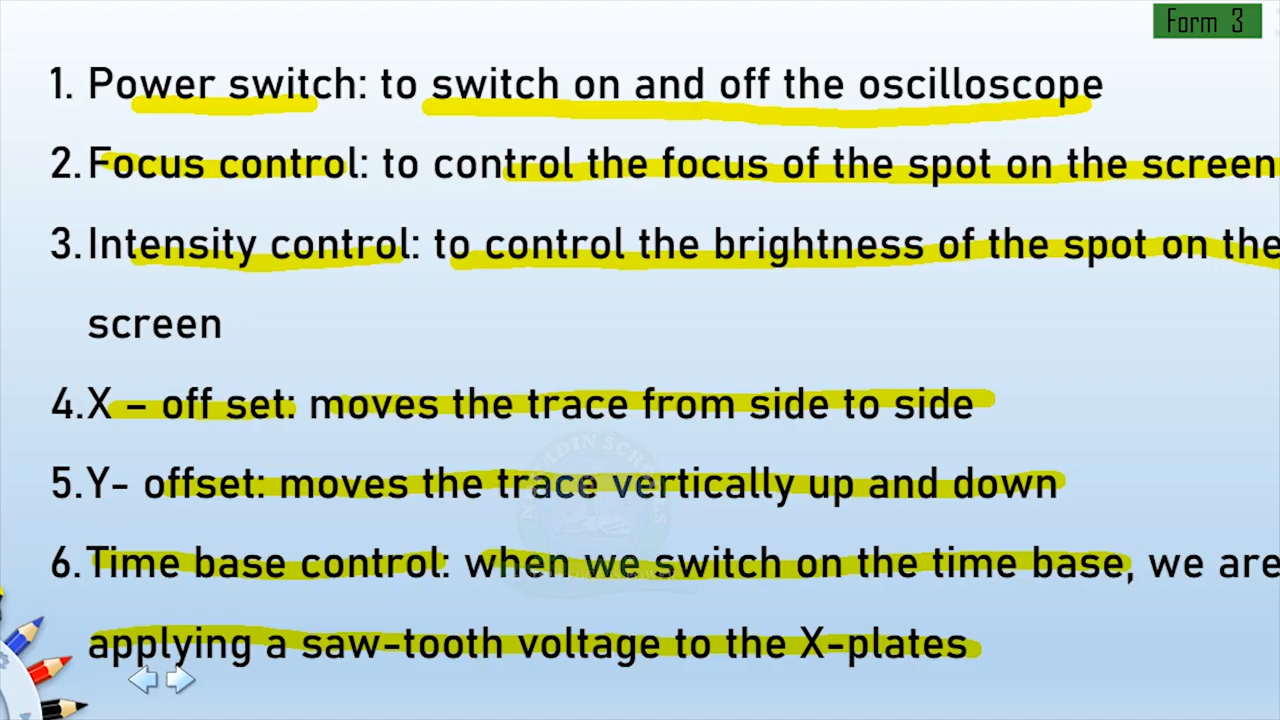 Form 3
1. Power switch: to switch on and off the oscilloscope
2. Focus control: to control the focus of the spot on the screen
3. Intensity control: to control the brightness of the spot on the
screen
4. X – off set: moves the trace from side to side
5. Y- offset: moves the trace vertically up and down
6. Time base control: when we switch on the time base, we are
applying a saw-tooth voltage to the X-plates